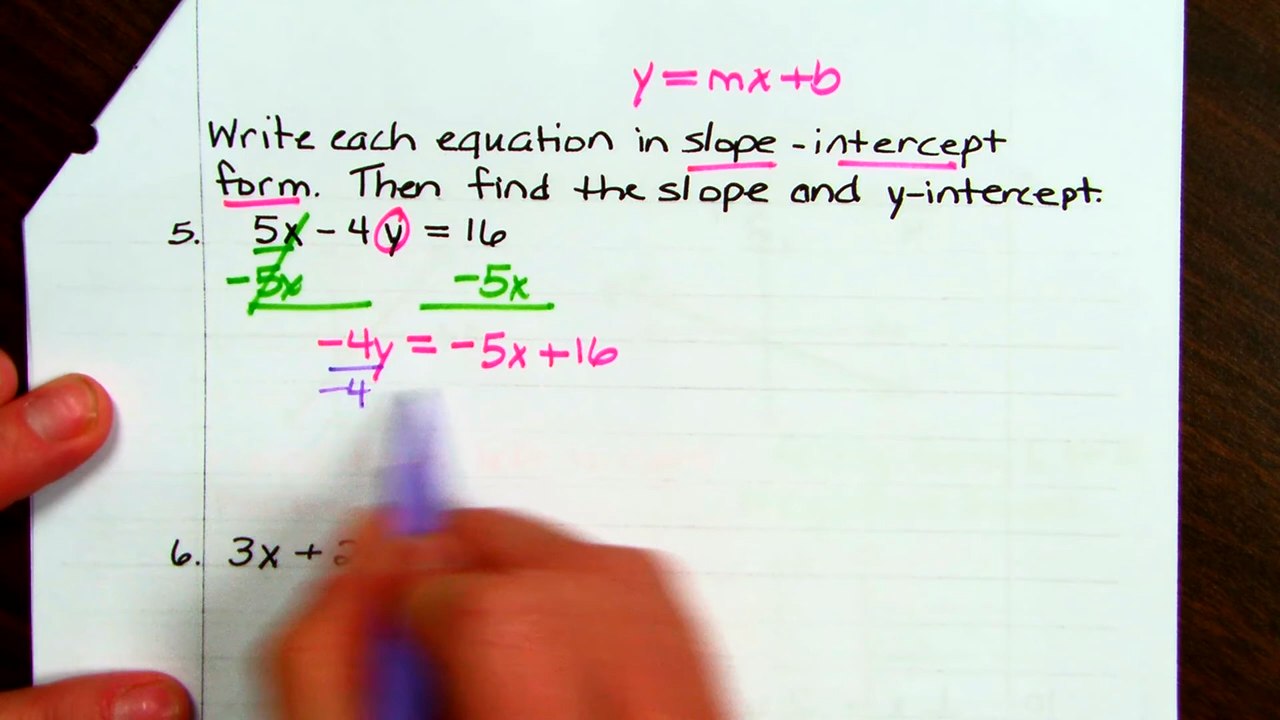 y = mx + b
Write each equation in slope-intercept
form. Then find the slope and y-intercept.
5. 5x - 4y = 16
-5x -5x
-4y = -5x + 16
-4
6. 3x +